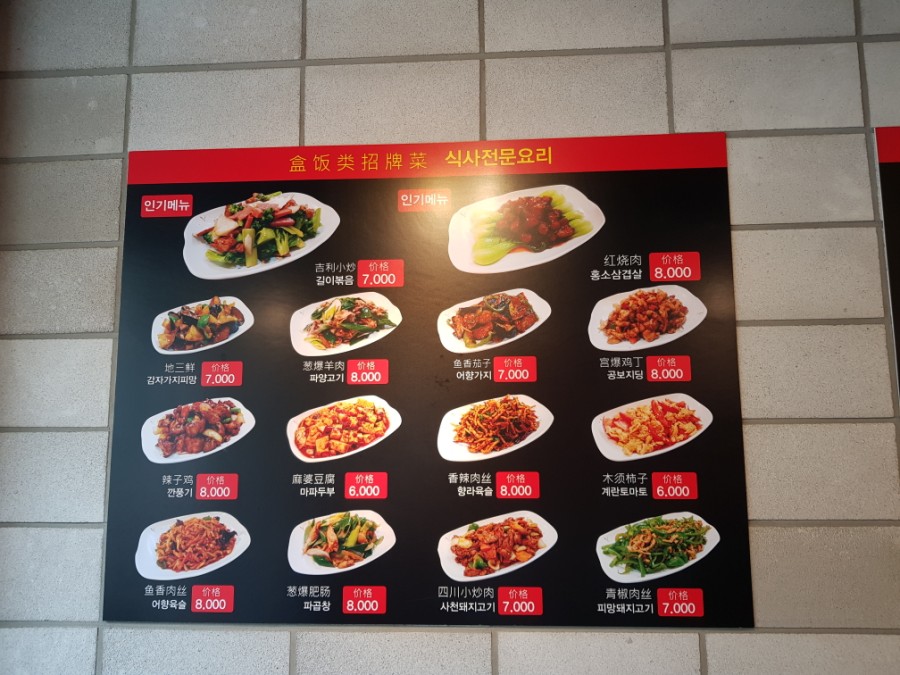 盒饭类招牌菜 식사전문요리
인기메뉴
인기메뉴
吉利小炒 价格
길이볶음 7,000
红烧肉 价格
홍소삼겹살 8,000
地三鲜 价格
감자가지피망 7,000
葱爆羊肉 价格
파양고기 8,000
鱼香茄子 价格
어향가지 7,000
宫爆鸡丁 价格
공보지딩 8,000
辣子鸡 价格
깐풍기 8,000
麻婆豆腐 价格
마파두부 6,000
香辣肉丝 价格
향라육슬 8,000
木须柿子 价格
계란토마토 6,000
鱼香肉丝 价格
어향육슬 8,000
葱爆肥肠 价格
파곱창 8,000
四川小炒肉 价格
사천돼지고기 7,000
青椒肉丝 价格
피망돼지고기 7,000